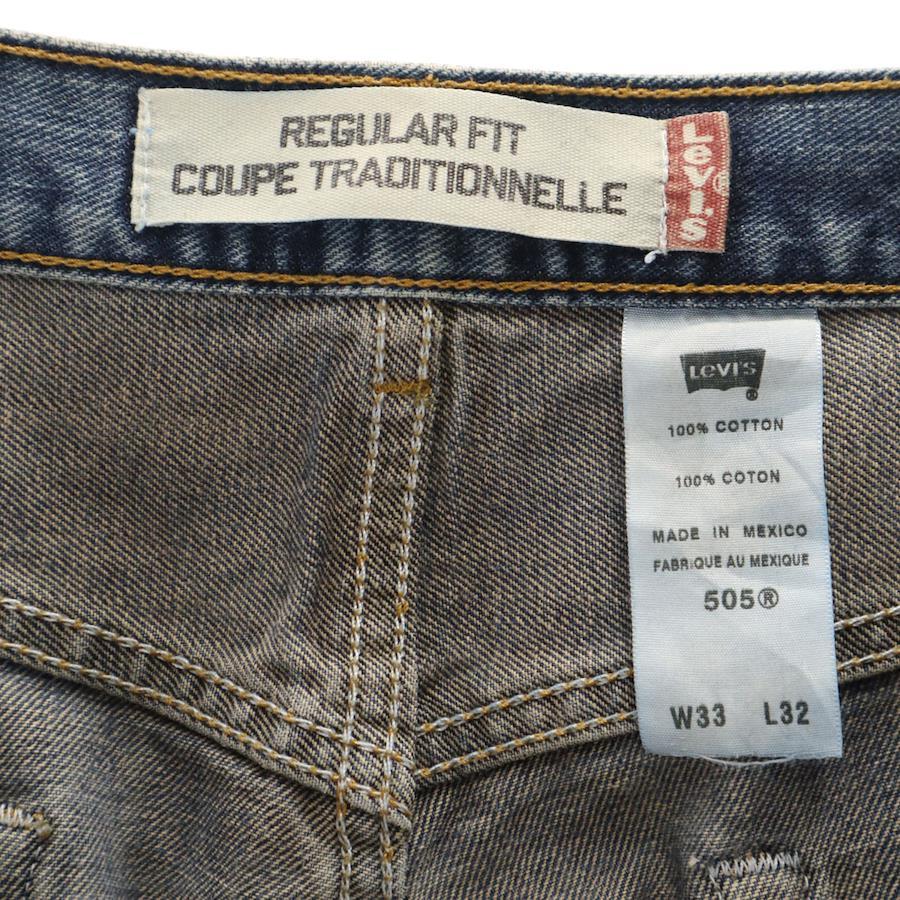 REGULAR FIT
COUPE TRADITIONNELLE
Levi's®
LEVI'S
®
100% COTTON
100% COTON
MADE IN MEXICO
FABRIQUE AU MEXIQUE
505®
W33 L32